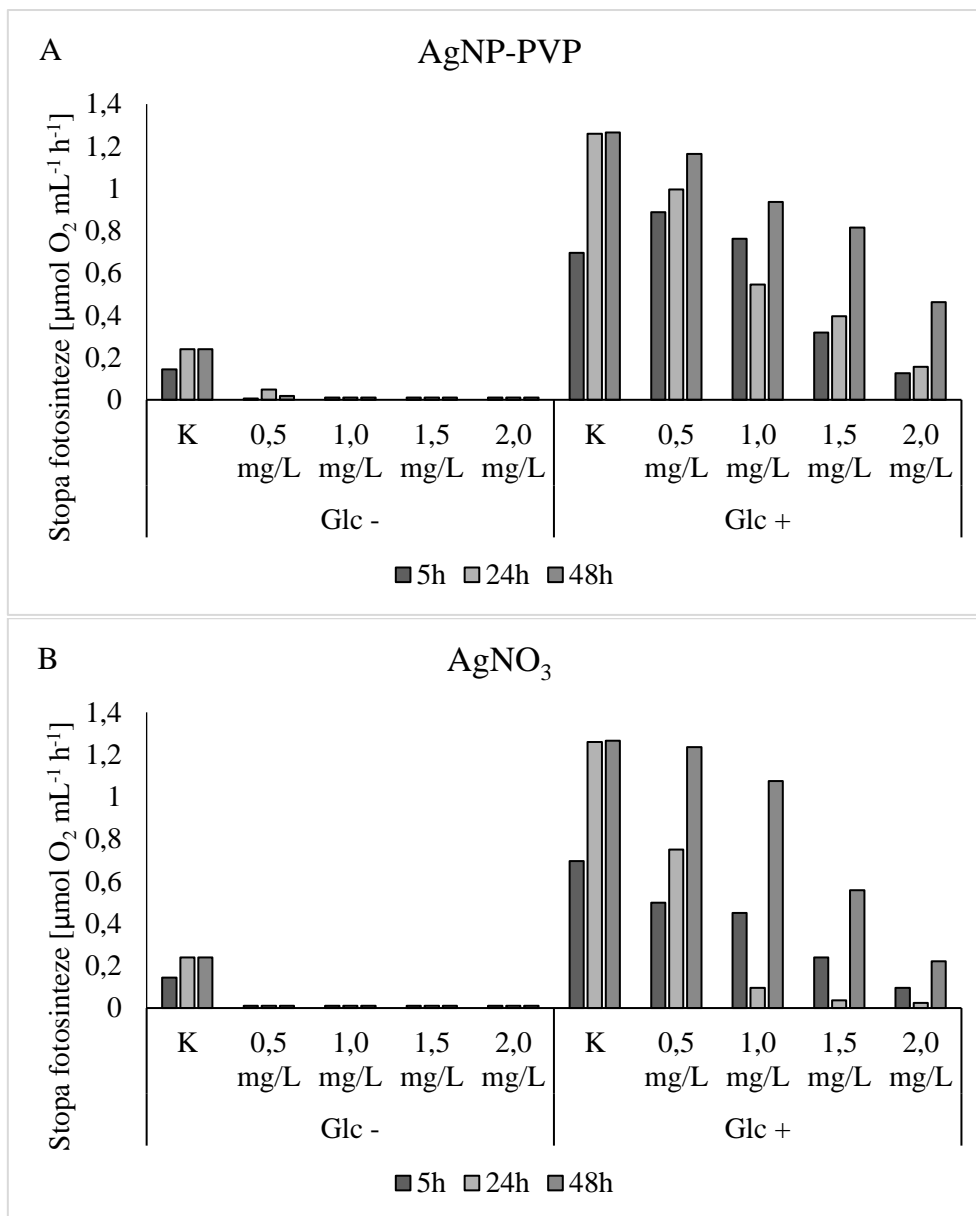 A
AgNP-PVP
Stopa fotosinteze [µmol O₂ mL⁻¹ h⁻¹]
1,4
1,2
1
0,8
0,6
0,4
0,2
0
K 0,5 1,0 1,5 2,0 K 0,5 1,0 1,5 2,0
mg/L mg/L mg/L mg/L mg/L mg/L mg/L mg/L
Glc - Glc +
5h 24h 48h
B
AgNO₃
Stopa fotosinteze [µmol O₂ mL⁻¹ h⁻¹]
1,4
1,2
1
0,8
0,6
0,4
0,2
0
K 0,5 1,0 1,5 2,0 K 0,5 1,0 1,5 2,0
mg/L mg/L mg/L mg/L mg/L mg/L mg/L mg/L
Glc - Glc +
5h 24h 48h